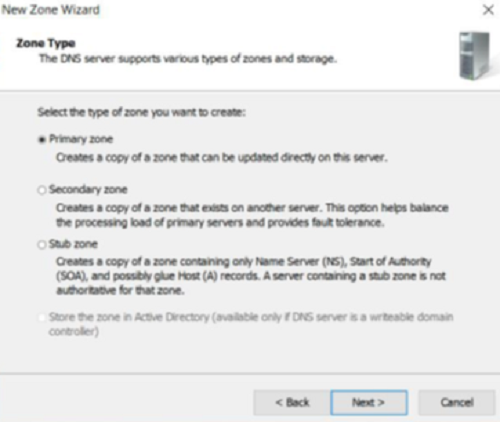 New Zone Wizard
Zone Type
The DNS server supports various types of zones and storage.
Select the type of zone you want to create:
Primary zone
Creates a copy of a zone that can be updated directly on this server.
Secondary zone
Creates a copy of a zone that exists on another server. This option helps balance
the processing load of primary servers and provides fault tolerance.
Stub zone
Creates a copy of a zone containing only Name Server (NS), Start of Authority
(SOA), and possibly glue Host (A) records. A server containing a stub zone is not
authoritative for that zone.
Store the zone in Active Directory (available only if DNS server is a writeable domain
controller)
< Back
Next >
Cancel